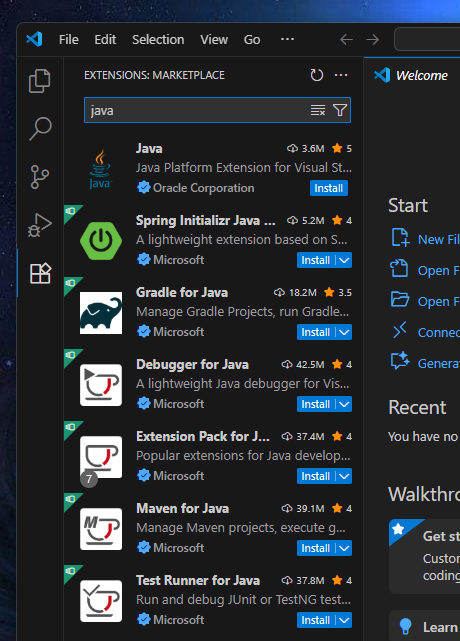 File Edit Selection View Go ···
EXTENSIONS: MARKETPLACE
Welcome
java
Java 3.6M 5
Java Platform Extension for Visual St...
Java
Oracle Corporation Install
Spring Initializr Java ... 5.2M 4
A lightweight extension based on S...
Microsoft Install
Gradle for Java 18.2M 3.5
Manage Gradle Projects, run Gradle...
Microsoft Install
Debugger for Java 42.5M 4
A lightweight Java debugger for Vis...
Microsoft Install
Extension Pack for J... 37.4M 4
Popular extensions for Java develop...
7
Microsoft Install
Maven for Java 39.1M 4
M
Manage Maven projects, execute g...
Microsoft Install
Test Runner for Java 37.8M 4
Run and debug JUnit or TestNG test...
Microsoft Install
Start
New Fil
Open F
Open F
Connec
Genera
Recent
You have no
Walkthro
Get st
Custor
coding
Learn